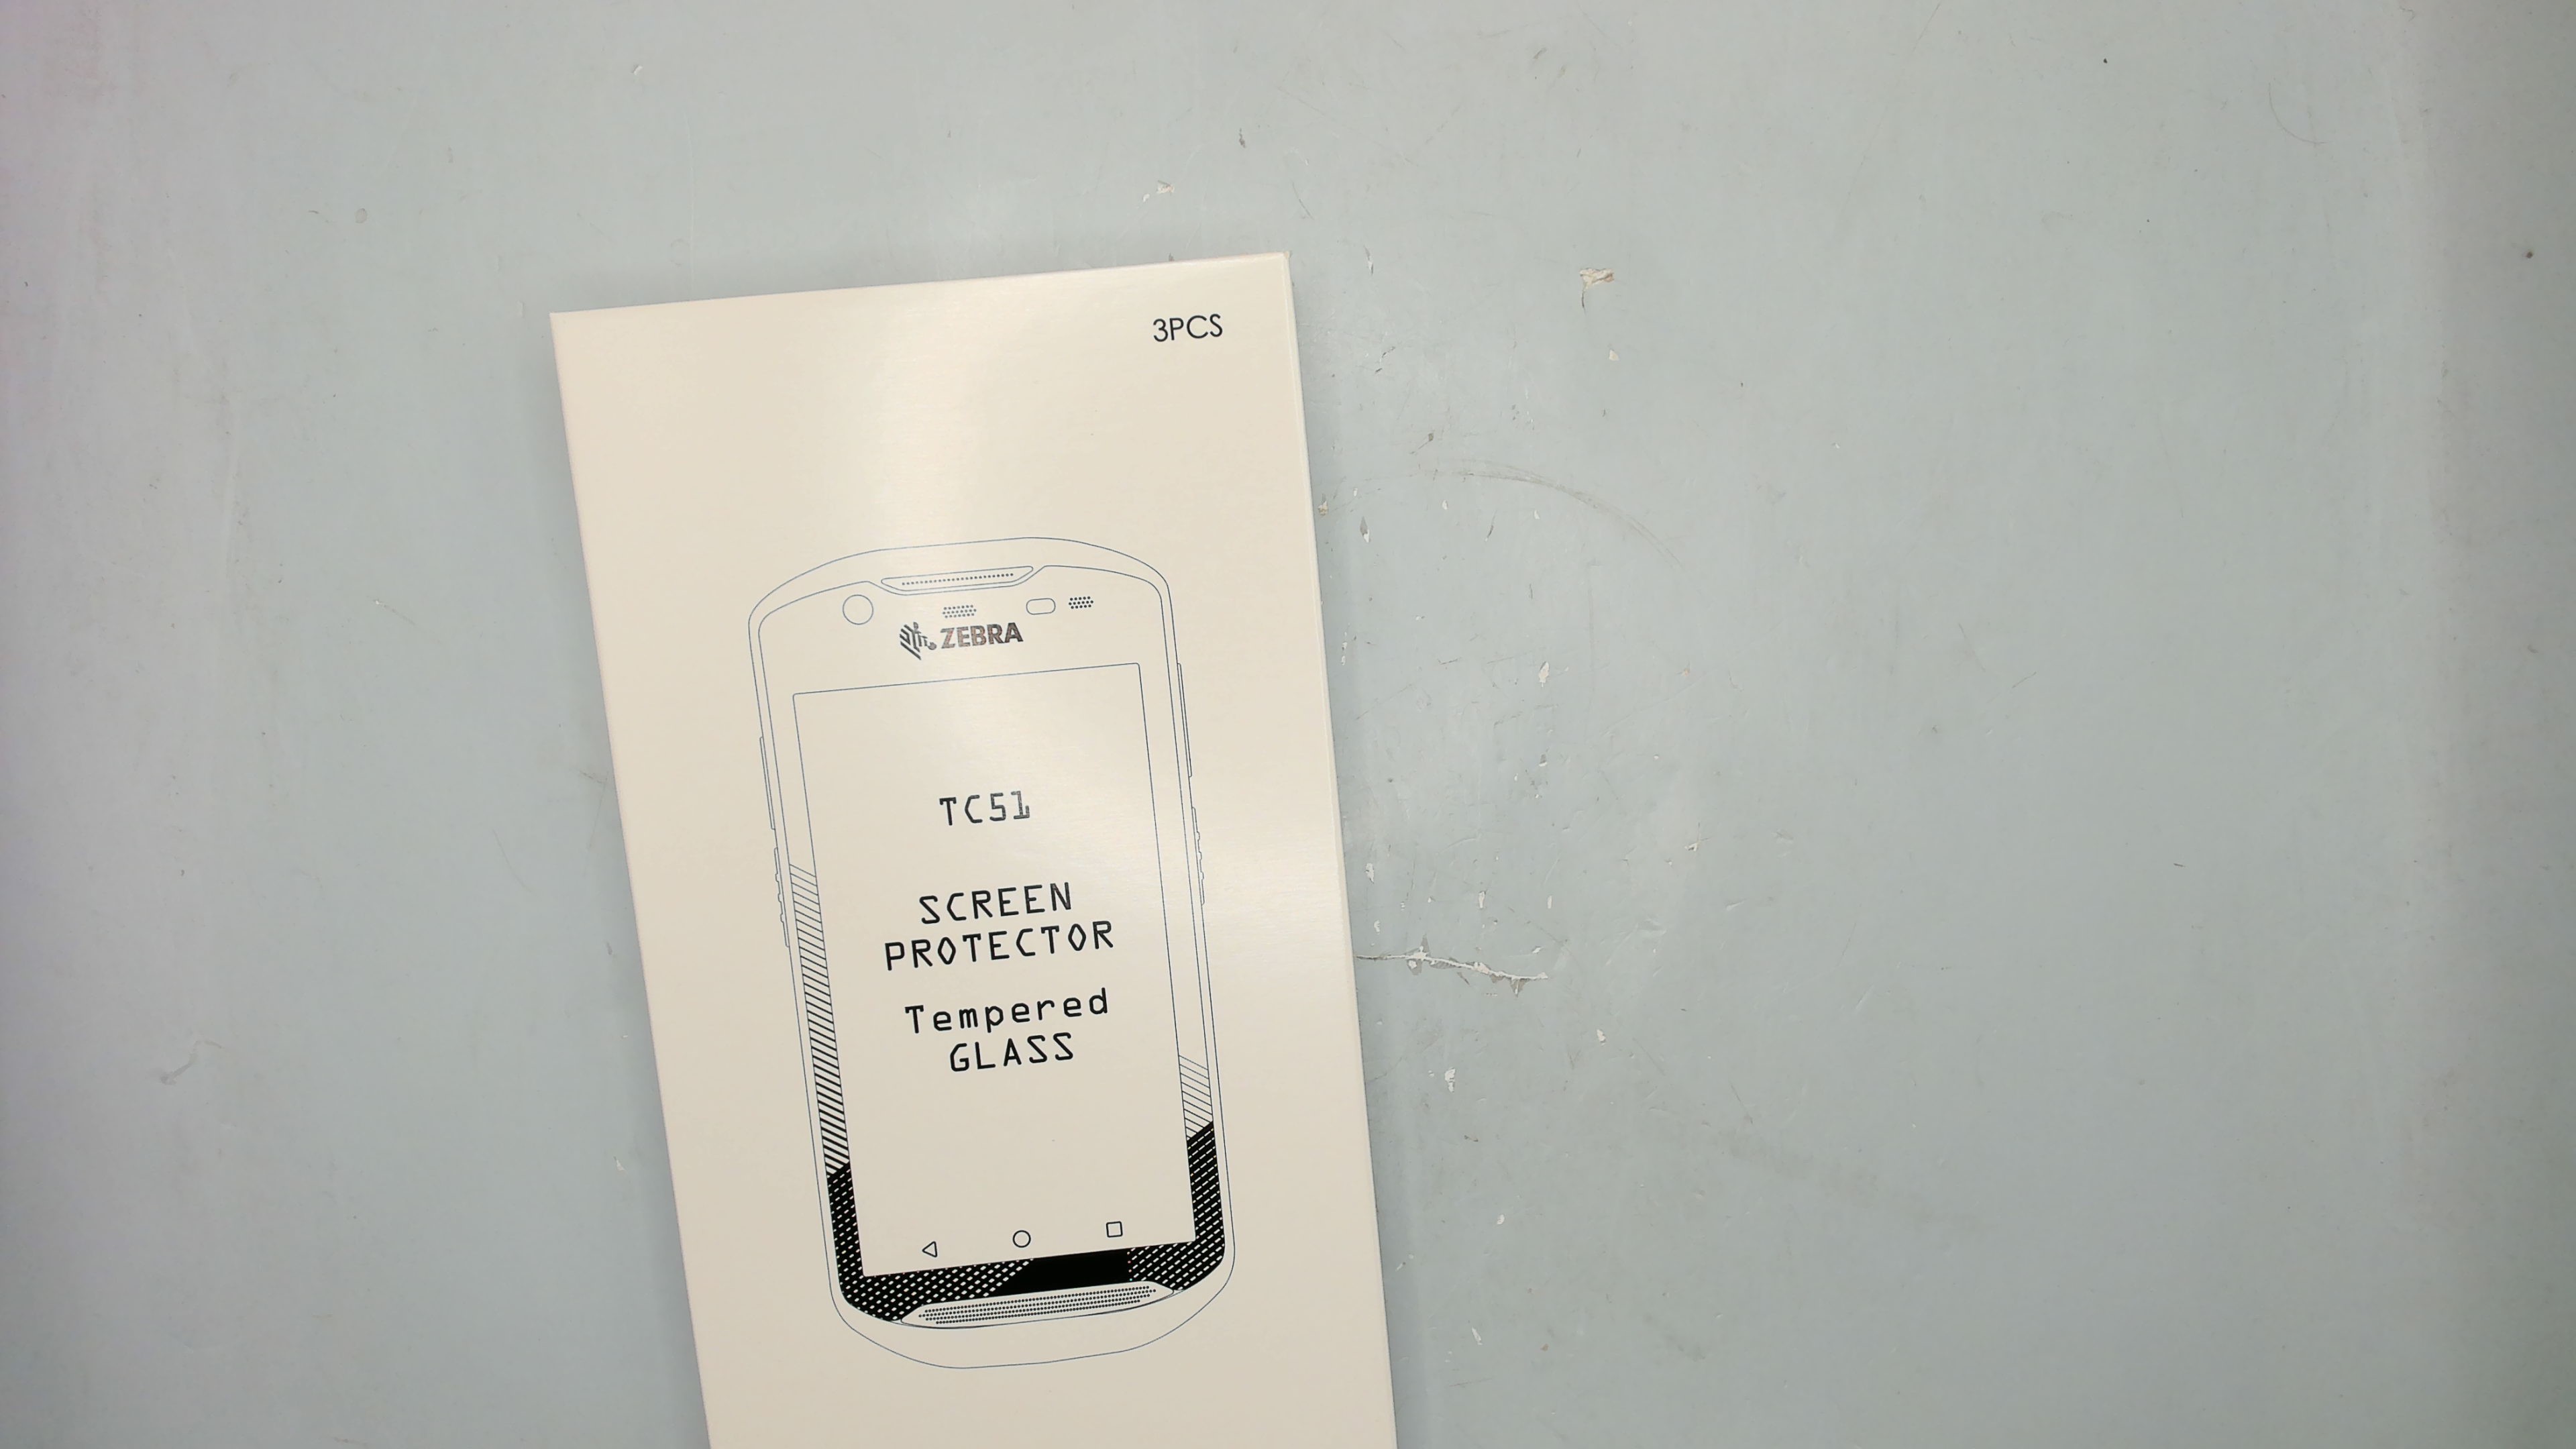 3PCS
ZEBRA
TC51
SCREEN
PROTECTOR
Tempered
GLASS